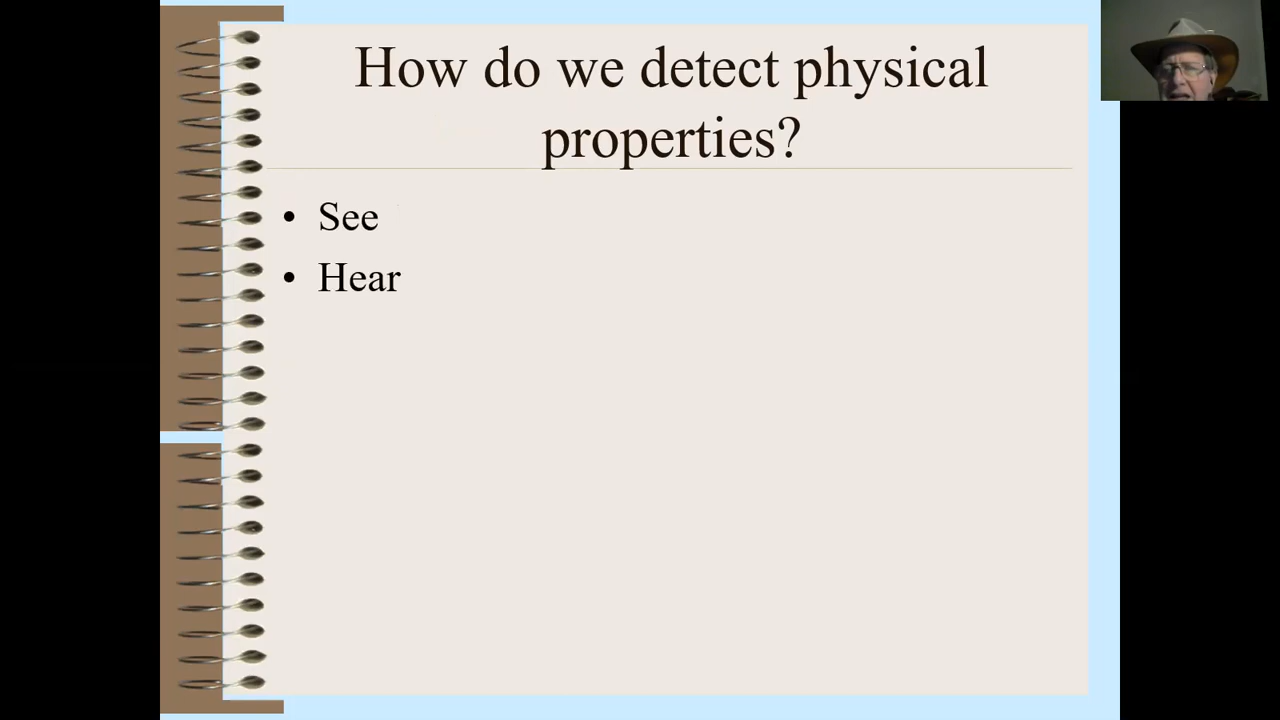 How do we detect physical
properties?
• See
• Hear